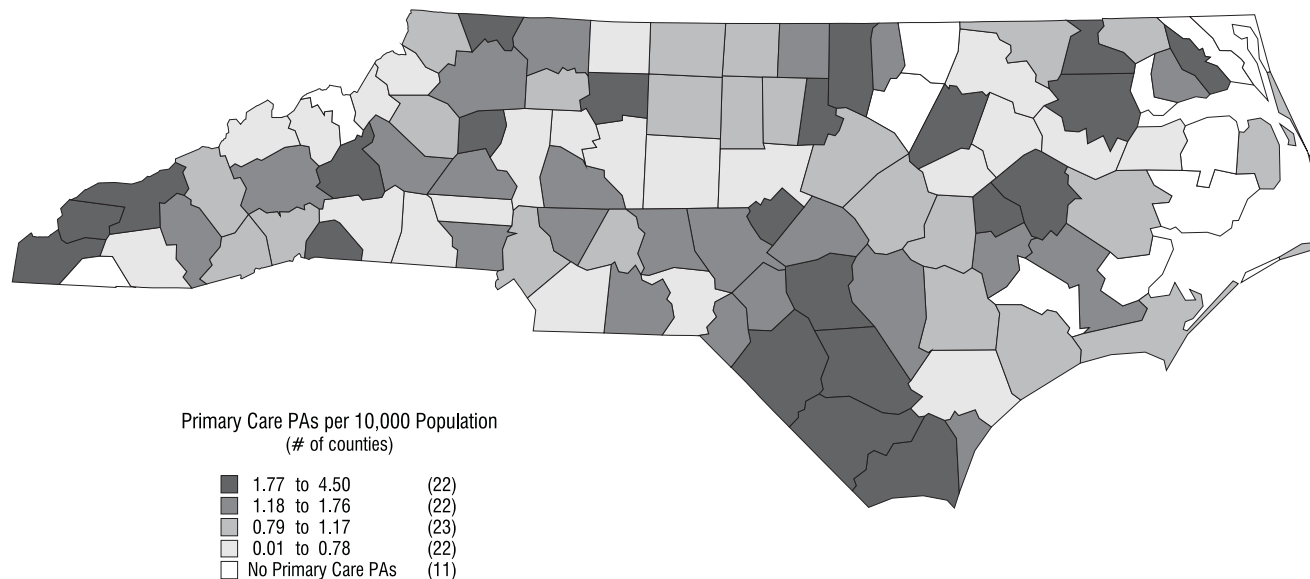 Primary Care PAs per 10,000 Population
(# of counties)
1.77 to 4.50 (22)
1.18 to 1.76 (22)
0.79 to 1.17 (23)
0.01 to 0.78 (22)
No Primary Care PAs (11)